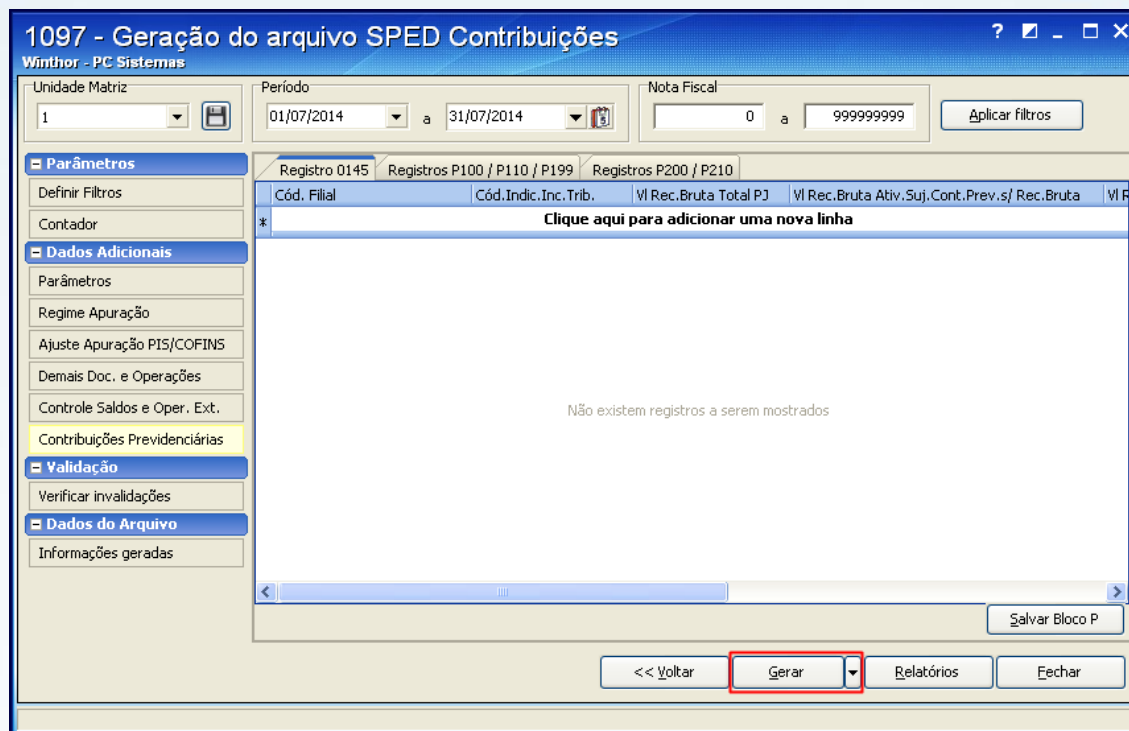 1097 - Geração do arquivo SPED Contribuições
Winthor - PC Sistemas
Unidade Matriz
1
Período
01/07/2014 a 31/07/2014
Nota Fiscal
0 a 999999999
Aplicar filtros
Parâmetros
Definir Filtros
Contador
Dados Adicionais
Parâmetros
Regime Apuração
Ajuste Apuração PIS/COFINS
Demais Doc. e Operações
Controle Saldos e Oper. Ext.
Contribuições Previdenciárias
Validação
Verificar invalidações
Dados do Arquivo
Informações geradas
Registro 0145 Registros P100 / P110 / P199 Registros P200 / P210
Cód. Filial Cód.Indic.Inc.Trib. Vl Rec.Bruta Total PJ Vl Rec.Bruta Ativ.Suj.Cont.Prev.s/ Rec.Bruta Vl
* Clique aqui para adicionar uma nova linha
Não existem registros a serem mostrados
Salvar Bloco P
<< Voltar Gerar Relatórios Fechar